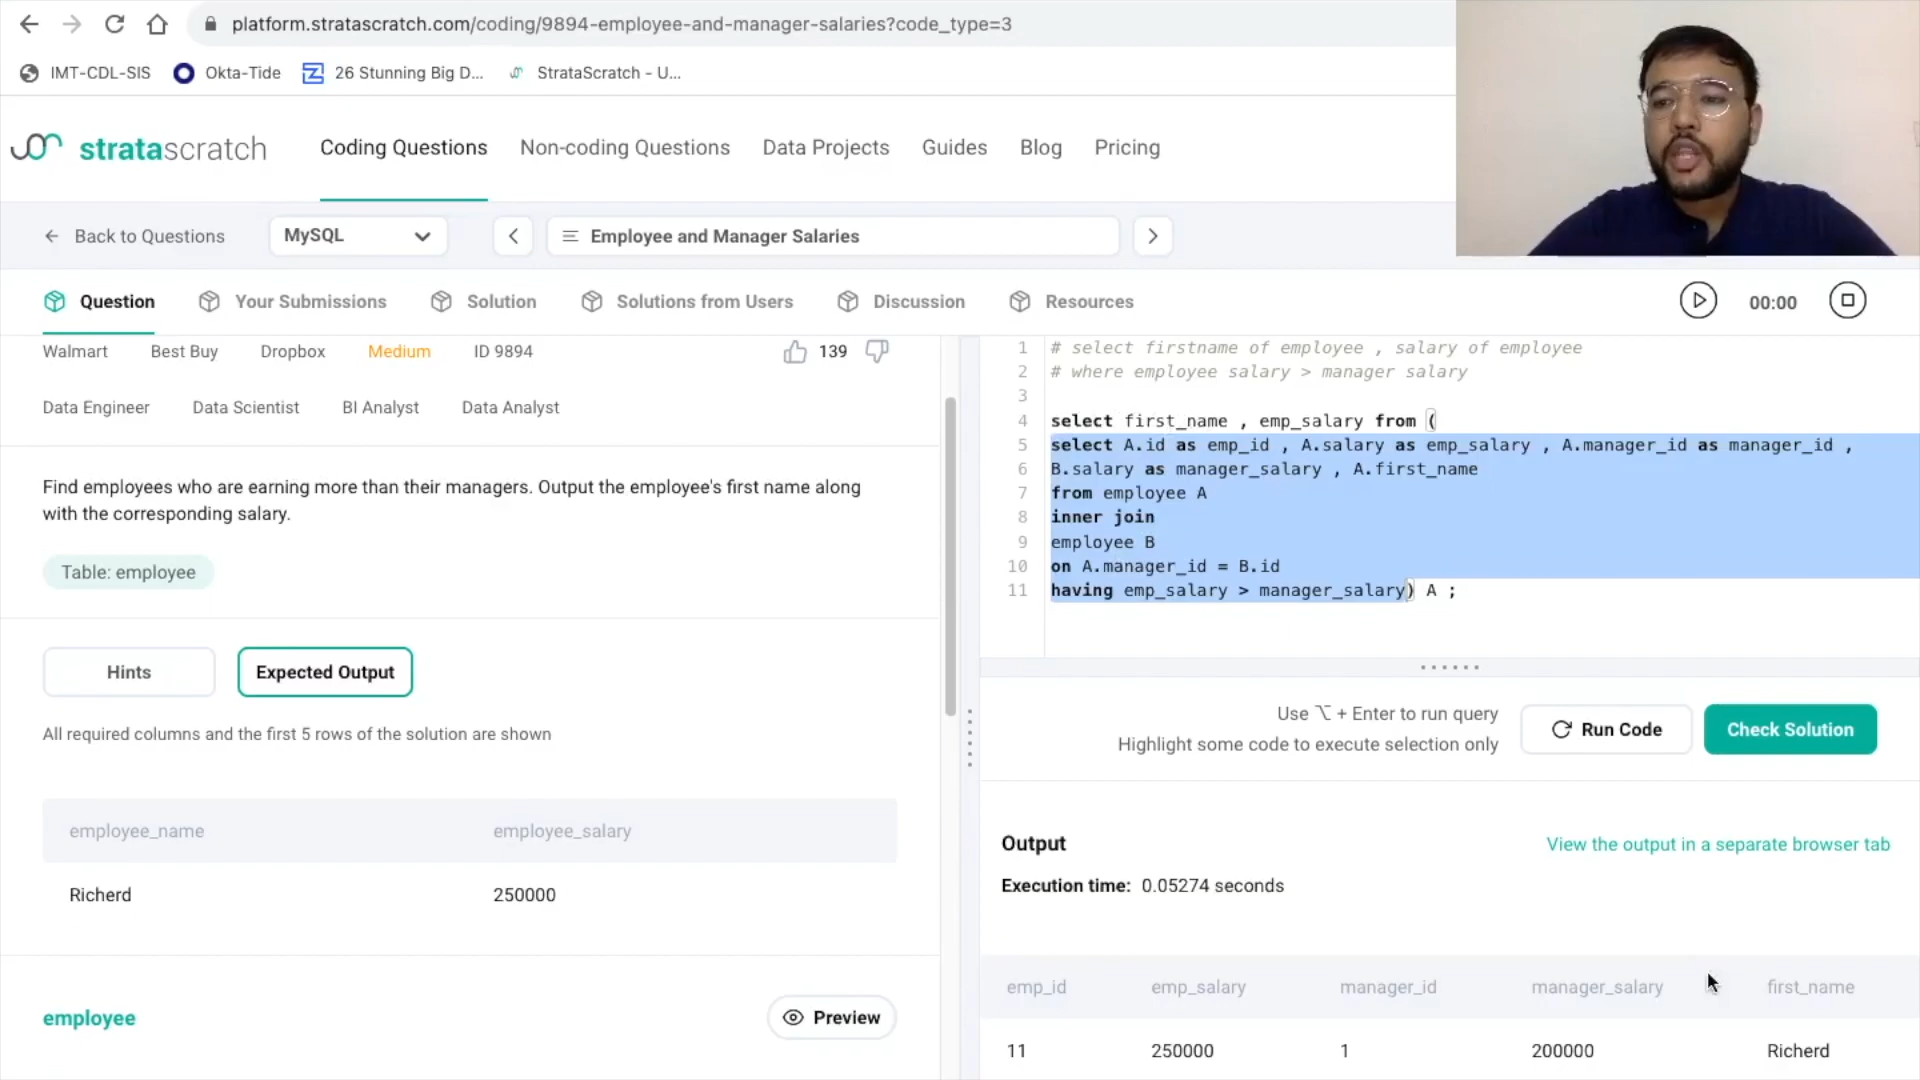 platform.stratascratch.com/coding/9894-employee-and-manager-salaries?code_type=3
IMT-CDL-SIS Okta-Tide 26 Stunning Big D... StrataScratch - U...
stratascratch Coding Questions Non-coding Questions Data Projects Guides Blog Pricing
Back to Questions MySQL Employee and Manager Salaries
Question Your Submissions Solution Solutions from Users Discussion Resources 00:00
Walmart Best Buy Dropbox Medium ID 9894 139
Data Engineer Data Scientist BI Analyst Data Analyst
Find employees who are earning more than their managers. Output the employee's first name along
with the corresponding salary.
Table: employee
Hints Expected Output
All required columns and the first 5 rows of the solution are shown
employee_name employee_salary
Richerd 250000
employee Preview
1 # select firstname of employee , salary of employee
2 # where employee salary > manager salary
3
4 select first_name , emp_salary from (
5 select A.id as emp_id , A.salary as emp_salary , A.manager_id as manager_id ,
6 B.salary as manager_salary , A.first_name
7 from employee A
8 inner join
9 employee B
10 on A.manager_id = B.id
11 having emp_salary > manager_salary) A ;
Use ⌥ + Enter to run query
Highlight some code to execute selection only
Run Code Check Solution
Output View the output in a separate browser tab
Execution time: 0.05274 seconds
emp_id emp_salary manager_id manager_salary first_name
11 250000 1 200000 Richerd